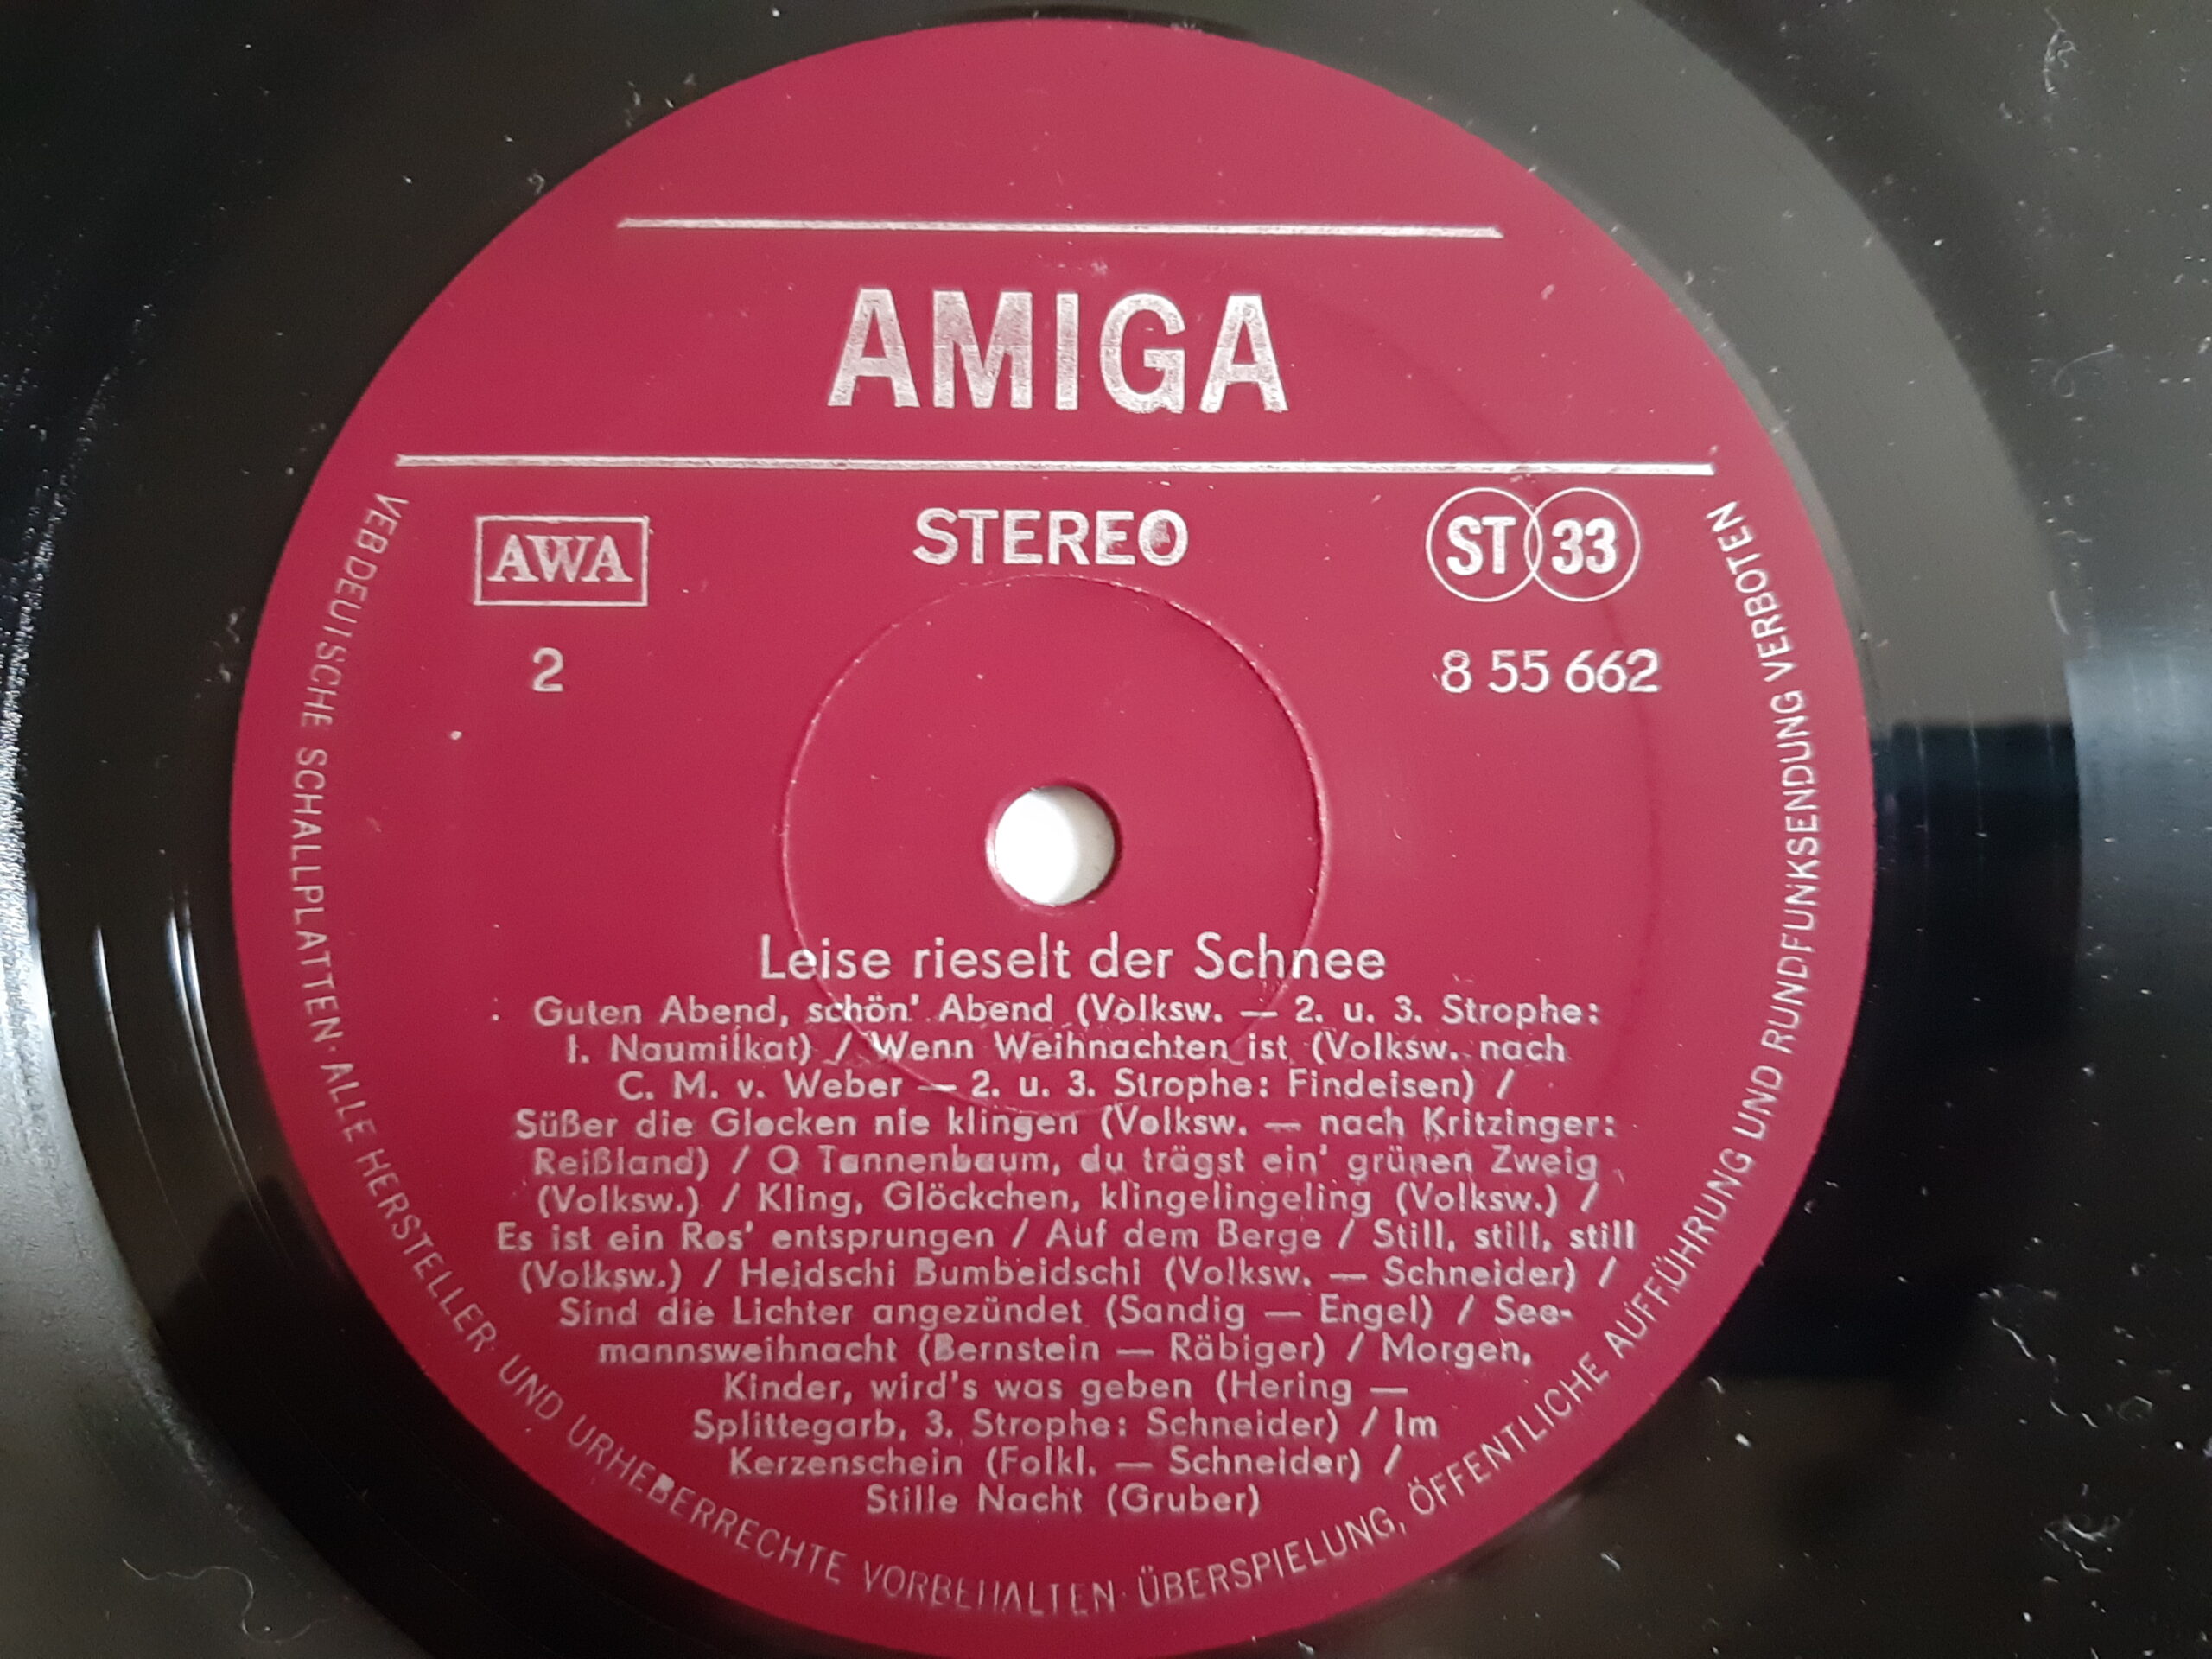 AMIGA
AWA
STEREO
ST 33
2
8 55 662
Leise rieselt der Schnee
Guten Abend, schön' Abend (Volksw. — 2. u. 3. Strophe:
I. Naumilkat) / Wenn Weihnachten ist (Volksw. nach
C. M. v. Weber — 2. u. 3. Strophe: Findeisen) /
Süßer die Glocken nie klingen (Volksw. — nach Kritzinger:
Reißland) / O Tannenbaum, du trägst ein' grünen Zweig
(Volksw.) / Kling, Glöckchen, klingelingeling (Volksw.) /
Es ist ein Ros' entsprungen / Auf dem Berge / Still, still, still
(Volksw.) / Heidschi Bumbeidschi (Volksw. — Schneider) /
Sind die Lichter angezündet (Sandig — Engel) / See-
mannsweihnacht (Bernstein — Räbiger) / Morgen,
Kinder, wird's was geben (Hering —
Splittegarb, 3. Strophe: Schneider) / Im
Kerzenschein (Folkl. — Schneider) /
Stille Nacht (Gruber)
VEB DEUTSCHE SCHALLPLATTEN · ALLE HERSTELLER- UND URHEBERRECHTE VORBEHALTEN · ÜBERSPIELUNG, ÖFFENTLICHE AUFFÜHRUNG UND RUNDFUNKSENDUNG VERBOTEN